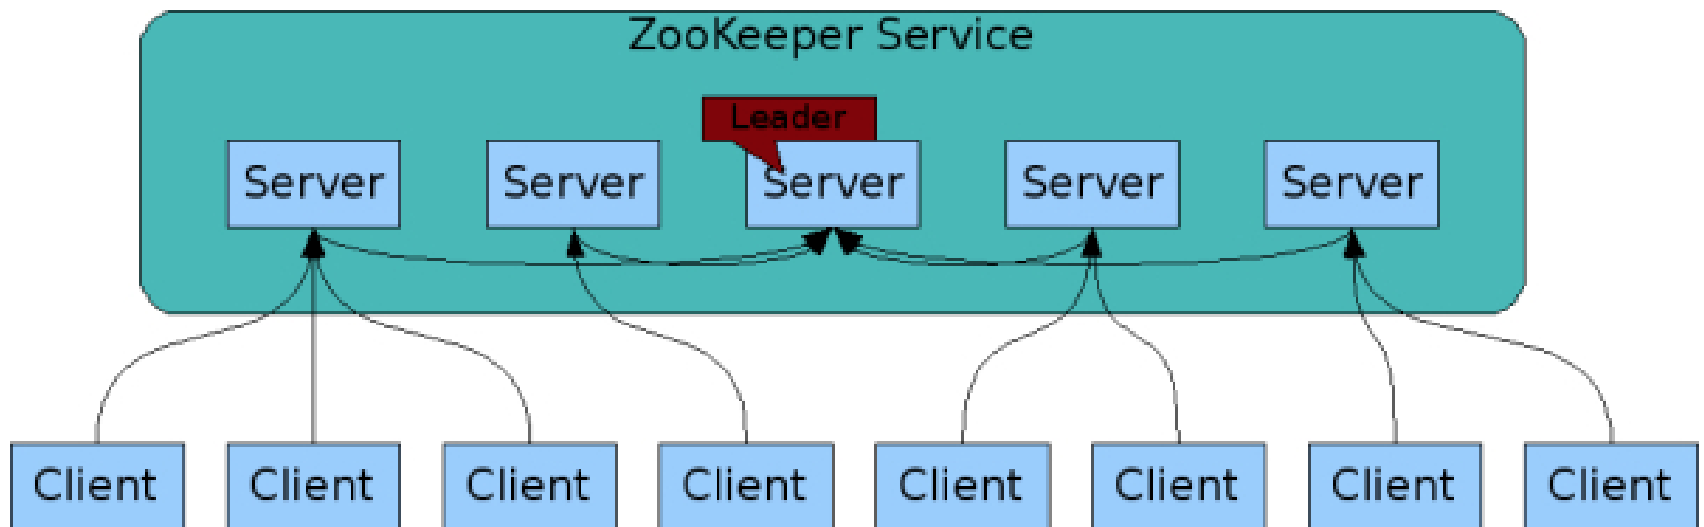 ZooKeeper Service
Leader
Server
Server
Server
Server
Server
Client
Client
Client
Client
Client
Client
Client
Client